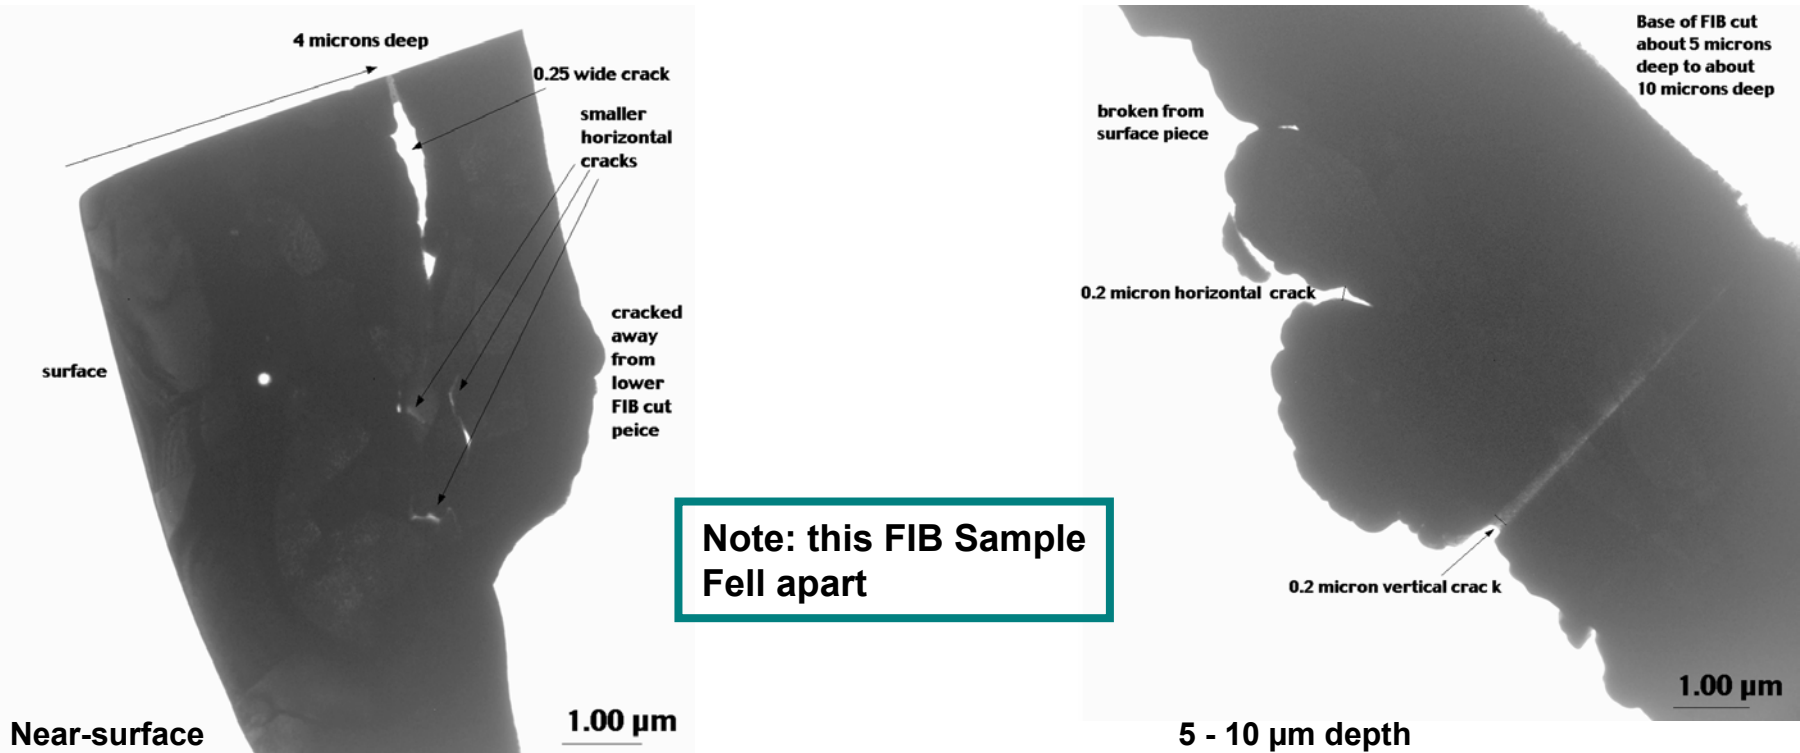 4 microns deep
0.25 wide crack
smaller
horizontal
cracks
surface
cracked
away
from
lower
FIB cut
peice
1.00 µm
Near-surface
Note: this FIB Sample
Fell apart
Base of FIB cut
about 5 microns
deep to about
10 microns deep
broken from
surface piece
0.2 micron horizontal crack
0.2 micron vertical crac k
1.00 µm
5 - 10 µm depth